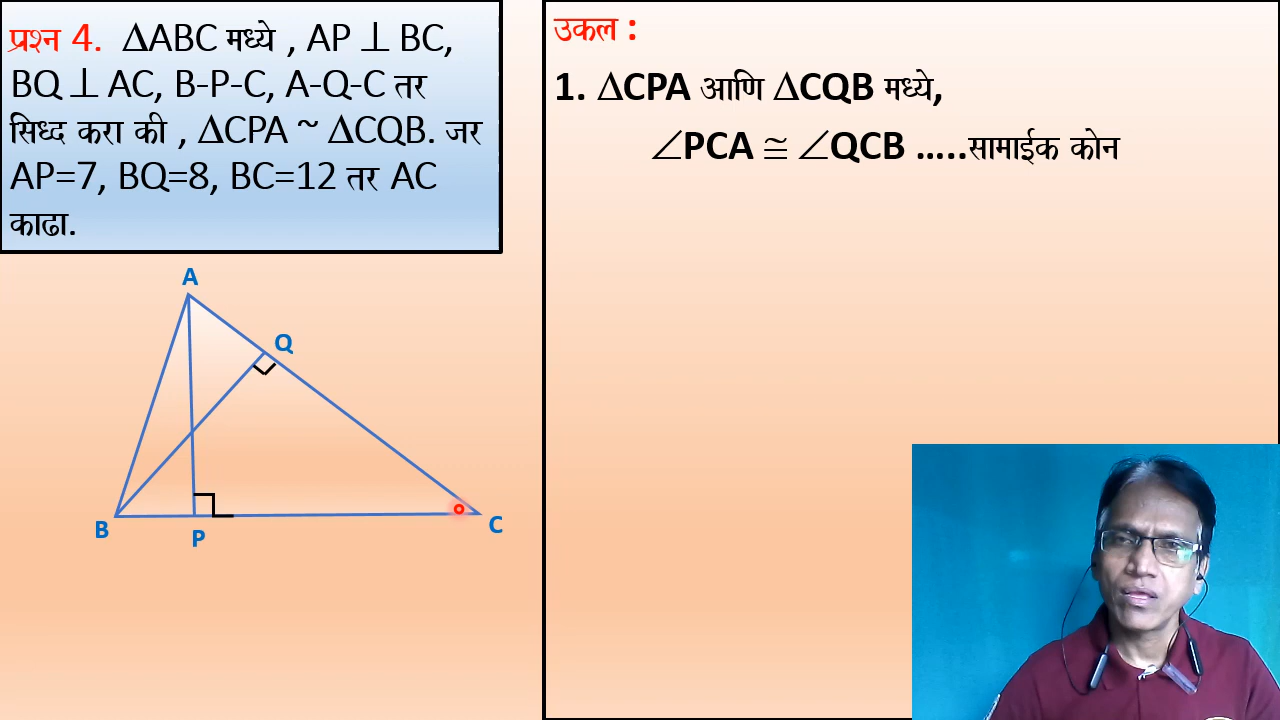 प्रश्न 4. ΔABC मध्ये , AP ⊥ BC,
BQ ⊥ AC, B-P-C, A-Q-C तर
सिध्द करा की , ΔCPA ~ ΔCQB. जर
AP=7, BQ=8, BC=12 तर AC
काढा.
A
Q
B
P
C
उकल :
1. ΔCPA आणि ΔCQB मध्ये,
∠PCA ≅ ∠QCB .....सामाईक कोन